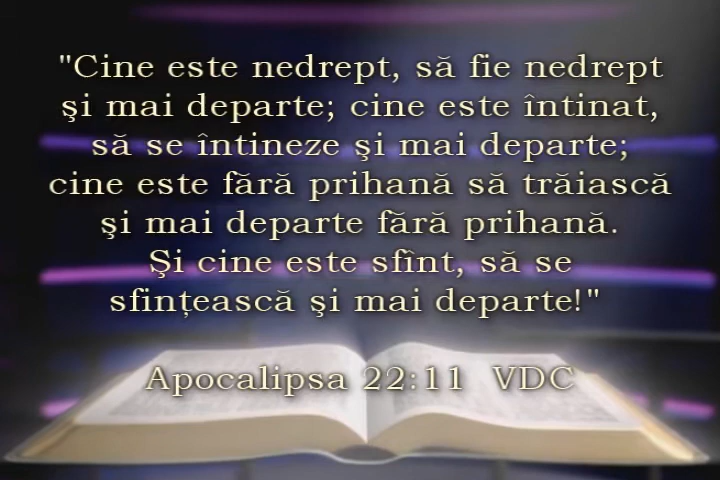 "Cine este nedrept, să fie nedrept
şi mai departe; cine este întinat,
să se întineze şi mai departe;
cine este fără prihană să trăiască
şi mai departe fără prihană.
Şi cine este sfînt, să se
sfinţească şi mai departe!"
Apocalipsa 22:11 VDC